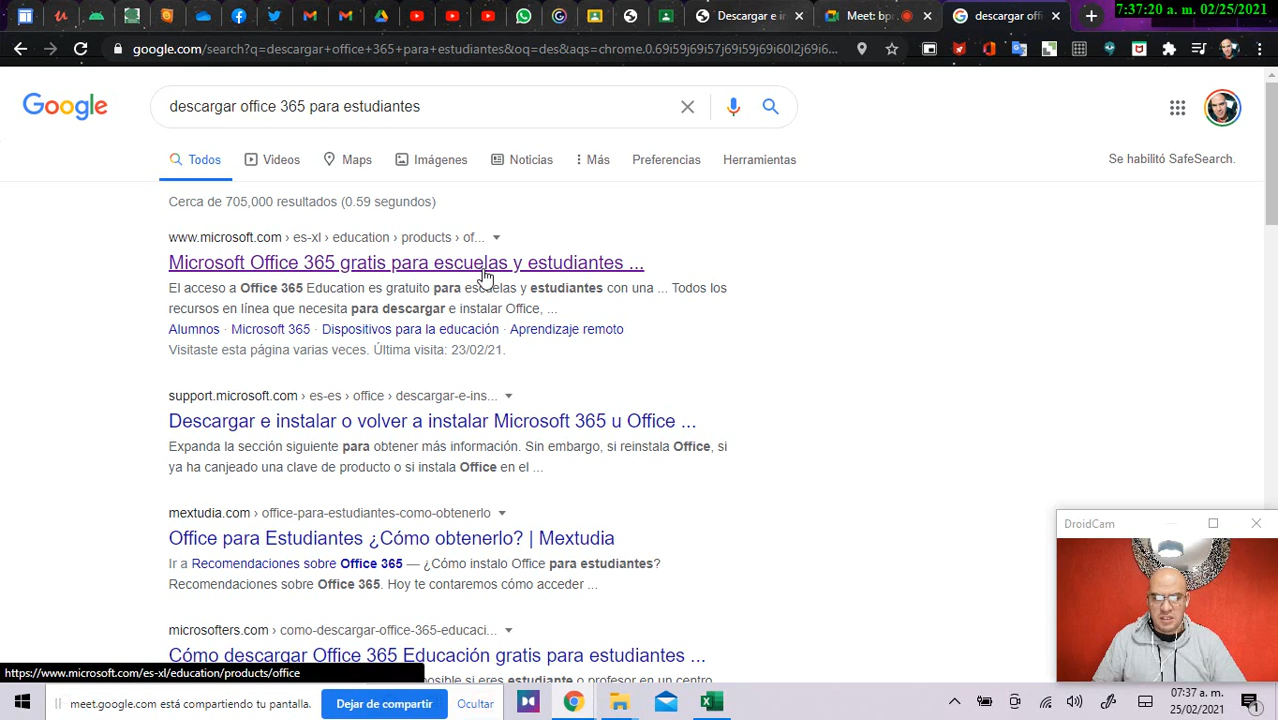 Descargar e in
Meet: bp
descargar of
7:37:20 a. m. 02/25/2021
google.com/search?q=descargar+office+365+para+estudiantes&oq=des&aqs=chrome.0.69i59j69i57j69i59j69i60l2j69i6...
Google
descargar office 365 para estudiantes
Todos Videos Maps Imágenes Noticias Más Preferencias Herramientas
Se habilitó SafeSearch.
Cerca de 705,000 resultados (0.59 segundos)
www.microsoft.com › es-xl › education › products › of...
Microsoft Office 365 gratis para escuelas y estudiantes ...
El acceso a Office 365 Education es gratuito para escuelas y estudiantes con una ... Todos los
recursos en línea que necesita para descargar e instalar Office, ...
Alumnos · Microsoft 365 · Dispositivos para la educación · Aprendizaje remoto
Visitaste esta página varias veces. Última visita: 23/02/21.
support.microsoft.com › es-es › office › descargar-e-ins...
Descargar e instalar o volver a instalar Microsoft 365 u Office ...
Expanda la sección siguiente para obtener más información. Sin embargo, si reinstala Office, si
ya ha canjeado una clave de producto o si instala Office en el ...
mextudia.com › office-para-estudiantes-como-obtenerlo
Office para Estudiantes ¿Cómo obtenerlo? | Mextudia
Ir a Recomendaciones sobre Office 365 — ¿Cómo instalo Office para estudiantes?
Recomendaciones sobre Office 365. Hoy te contaremos cómo acceder ...
microsofters.com › como-descargar-office-365-educaci...
Cómo descargar Office 365 Educación gratis para estudiantes ...
posible si eres estudiante o profesor en un centro
https://www.microsoft.com/es-xl/education/products/office
DroidCam
meet.google.com está compartiendo tu pantalla.
Dejar de compartir
Ocultar
07:37 a. m.
25/02/2021
1